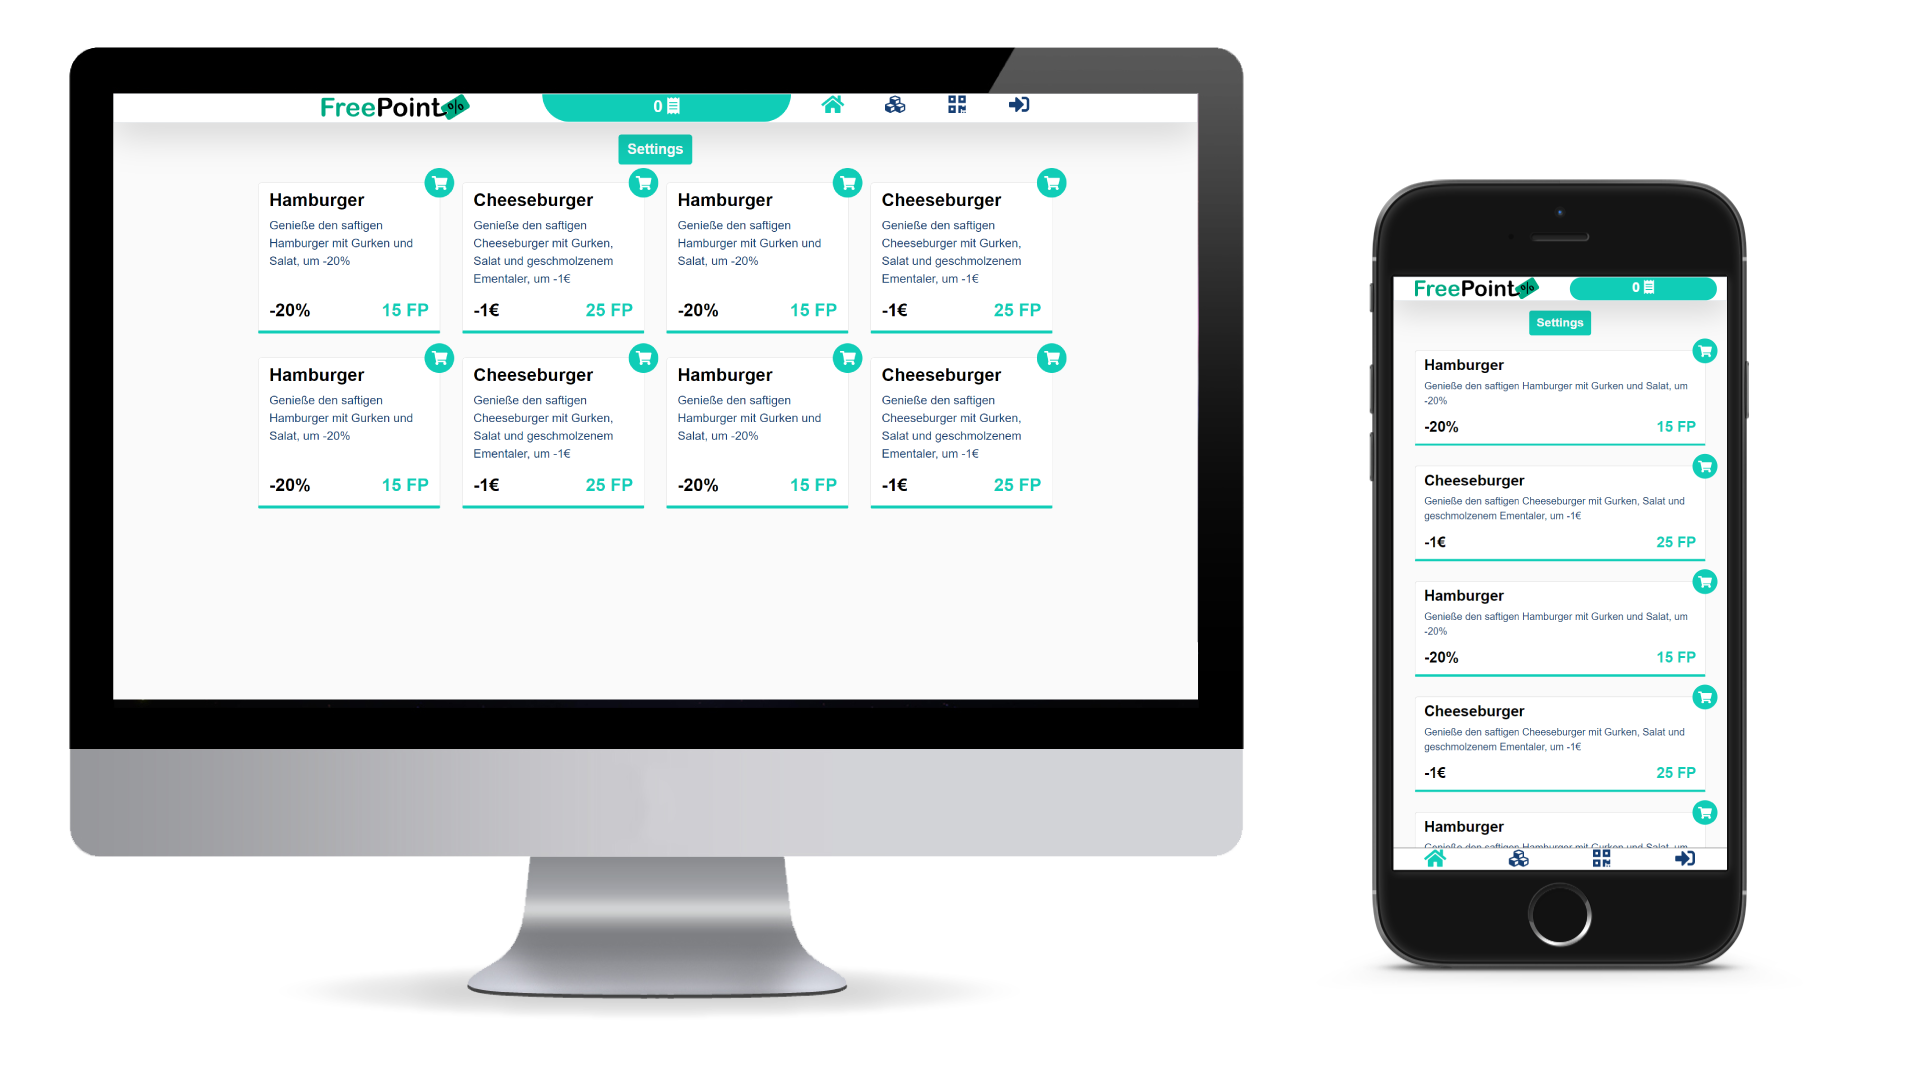 FreePoint %
0
Settings
Hamburger
Genieße den saftigen
Hamburger mit Gurken und
Salat, um -20%
-20% 15 FP
Cheeseburger
Genieße den saftigen
Cheeseburger mit Gurken,
Salat und geschmolzenem
Ementaler, um -1€
-1€ 25 FP
Hamburger
Genieße den saftigen
Hamburger mit Gurken und
Salat, um -20%
-20% 15 FP
Cheeseburger
Genieße den saftigen
Cheeseburger mit Gurken,
Salat und geschmolzenem
Ementaler, um -1€
-1€ 25 FP
Hamburger
Genieße den saftigen
Hamburger mit Gurken und
Salat, um -20%
-20% 15 FP
Cheeseburger
Genieße den saftigen
Cheeseburger mit Gurken,
Salat und geschmolzenem
Ementaler, um -1€
-1€ 25 FP
Hamburger
Genieße den saftigen
Hamburger mit Gurken und
Salat, um -20%
-20% 15 FP
Cheeseburger
Genieße den saftigen
Cheeseburger mit Gurken,
Salat und geschmolzenem
Ementaler, um -1€
-1€ 25 FP
FreePoint %
0
Settings
Hamburger
Genieße den saftigen Hamburger mit Gurken und Salat, um
-20%
-20% 15 FP
Cheeseburger
Genieße den saftigen Cheeseburger mit Gurken, Salat und
geschmolzenem Ementaler, um -1€
-1€ 25 FP
Hamburger
Genieße den saftigen Hamburger mit Gurken und Salat, um
-20%
-20% 15 FP
Cheeseburger
Genieße den saftigen Cheeseburger mit Gurken, Salat und
geschmolzenem Ementaler, um -1€
-1€ 25 FP
Hamburger
Genieße den saftigen Hamburger mit Gurken und Salat, um